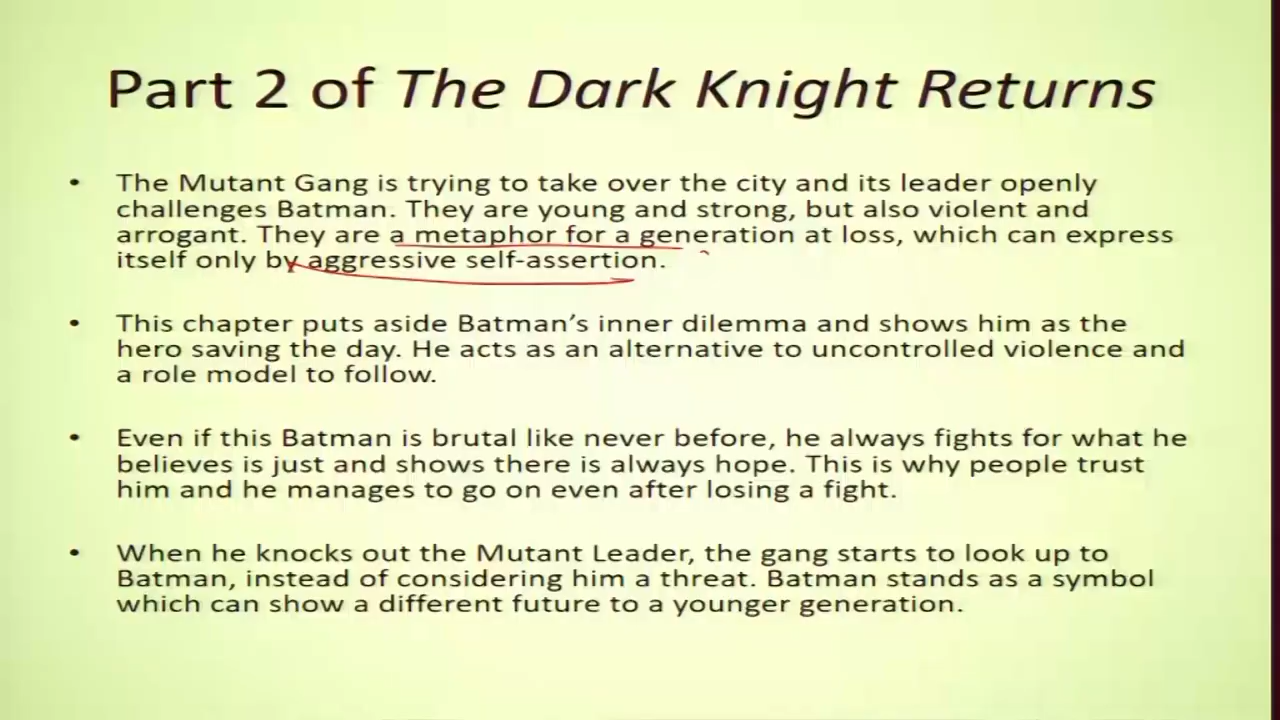 Part 2 of The Dark Knight Returns
• The Mutant Gang is trying to take over the city and its leader openly
challenges Batman. They are young and strong, but also violent and
arrogant. They are a metaphor for a generation at loss, which can express
itself only by aggressive self-assertion.
• This chapter puts aside Batman’s inner dilemma and shows him as the
hero saving the day. He acts as an alternative to uncontrolled violence and
a role model to follow.
• Even if this Batman is brutal like never before, he always fights for what he
believes is just and shows there is always hope. This is why people trust
him and he manages to go on even after losing a fight.
• When he knocks out the Mutant Leader, the gang starts to look up to
Batman, instead of considering him a threat. Batman stands as a symbol
which can show a different future to a younger generation.